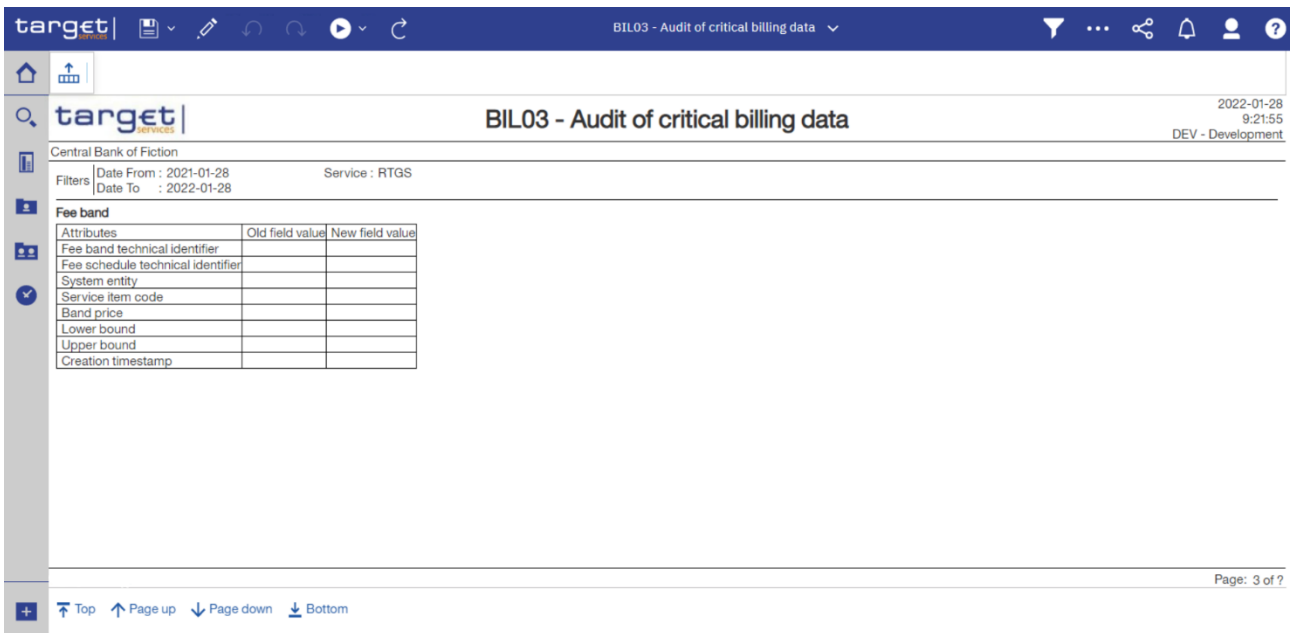 target| services BIL03 - Audit of critical billing data
target| services
BIL03 - Audit of critical billing data
2022-01-28
9:21:55
DEV - Development
Central Bank of Fiction
Filters Date From : 2021-01-28 Service : RTGS
Date To : 2022-01-28
Fee band
Attributes Old field value New field value
Fee band technical identifier
Fee schedule technical identifier
System entity
Service item code
Band price
Lower bound
Upper bound
Creation timestamp
Page: 3 of ?
Top Page up Page down Bottom